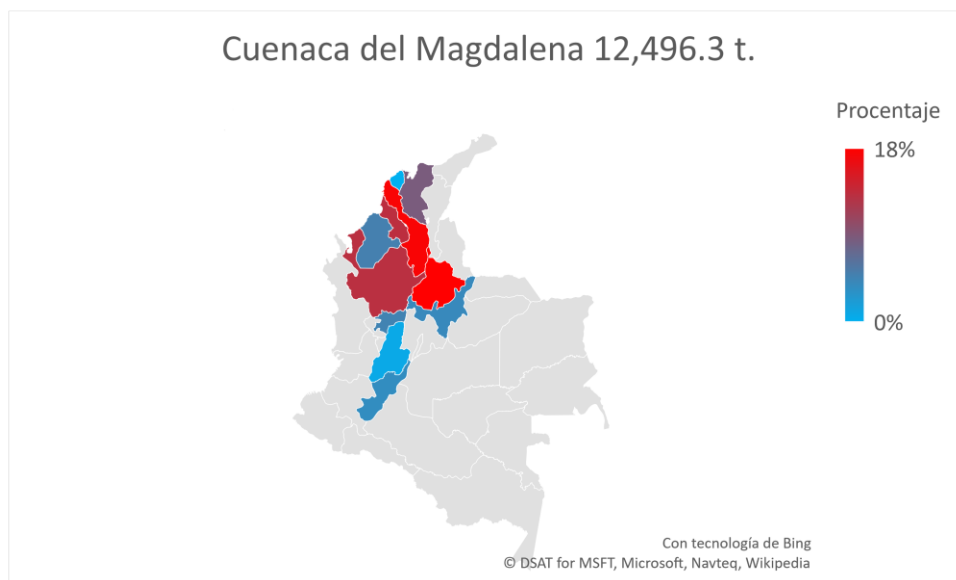 Cuenaca del Magdalena 12,496.3 t.
Procentaje
18%
0%
Con tecnología de Bing
© DSAT for MSFT, Microsoft, Navteq, Wikipedia